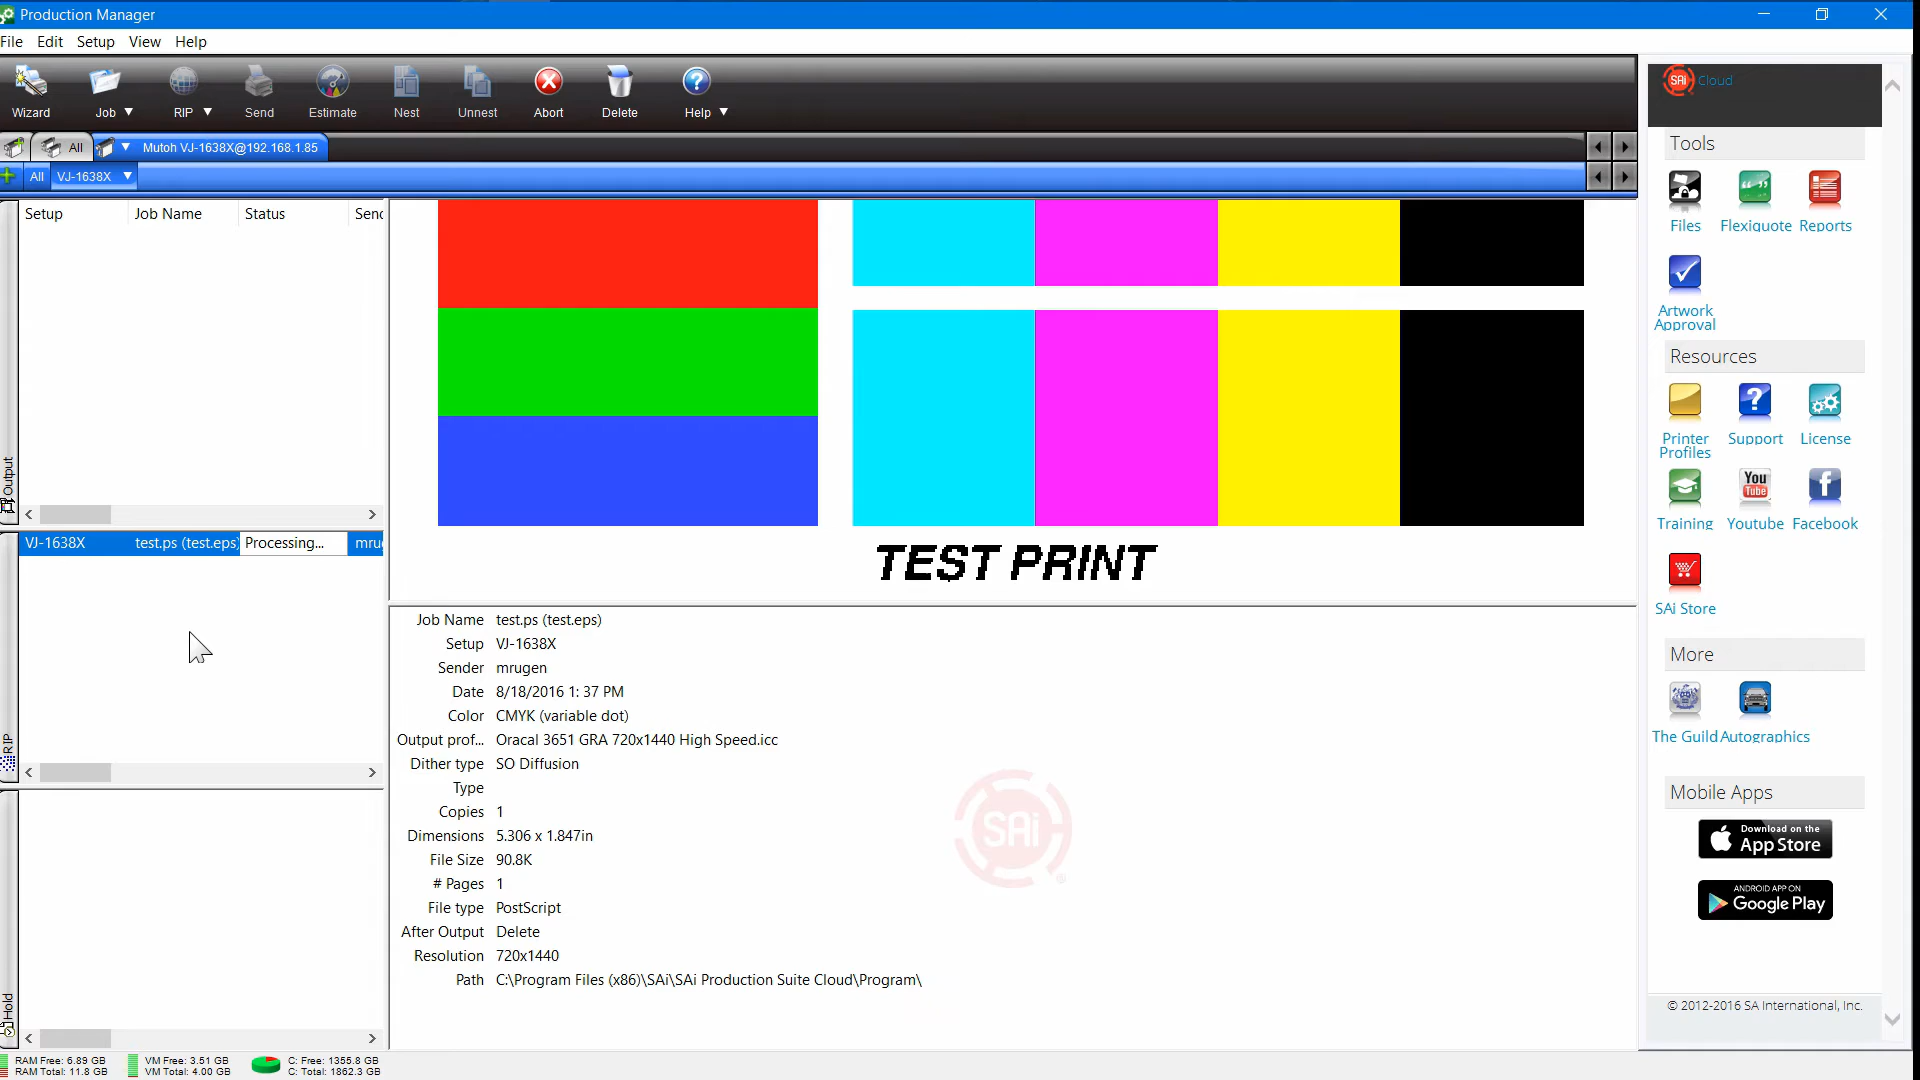 Production Manager
File Edit Setup View Help
Wizard Job RIP Send Estimate Nest Unnest Abort Delete Help
All Mutoh VJ-1638X@192.168.1.85
All VJ-1638X
Setup Job Name Status Send
Output
VJ-1638X test.ps (test.eps) Processing... mrug
RIP
Hold
TEST PRINT
Job Name test.ps (test.eps)
Setup VJ-1638X
Sender mrugen
Date 8/18/2016 1: 37 PM
Color CMYK (variable dot)
Output prof... Oracal 3651 GRA 720x1440 High Speed.icc
Dither type SO Diffusion
Type
Copies 1
Dimensions 5.306 x 1.847in
File Size 90.8K
# Pages 1
File type PostScript
After Output Delete
Resolution 720x1440
Path C:\Program Files (x86)\SAi\SAi Production Suite Cloud\Program\
SAi
®
SAi Cloud
Tools
Files Flexiquote Reports
Artwork
Approval
Resources
Printer
Profiles
Support License
You
Tube
Training Youtube Facebook
SAi Store
More
The Guild Autographics
Mobile Apps
Download on the
App Store
ANDROID APP ON
Google Play
© 2012-2016 SA International, Inc.
RAM Free: 6.89 GB VM Free: 3.51 GB C: Free: 1355.8 GB
RAM Total: 11.8 GB VM Total: 4.00 GB C: Total: 1862.3 GB